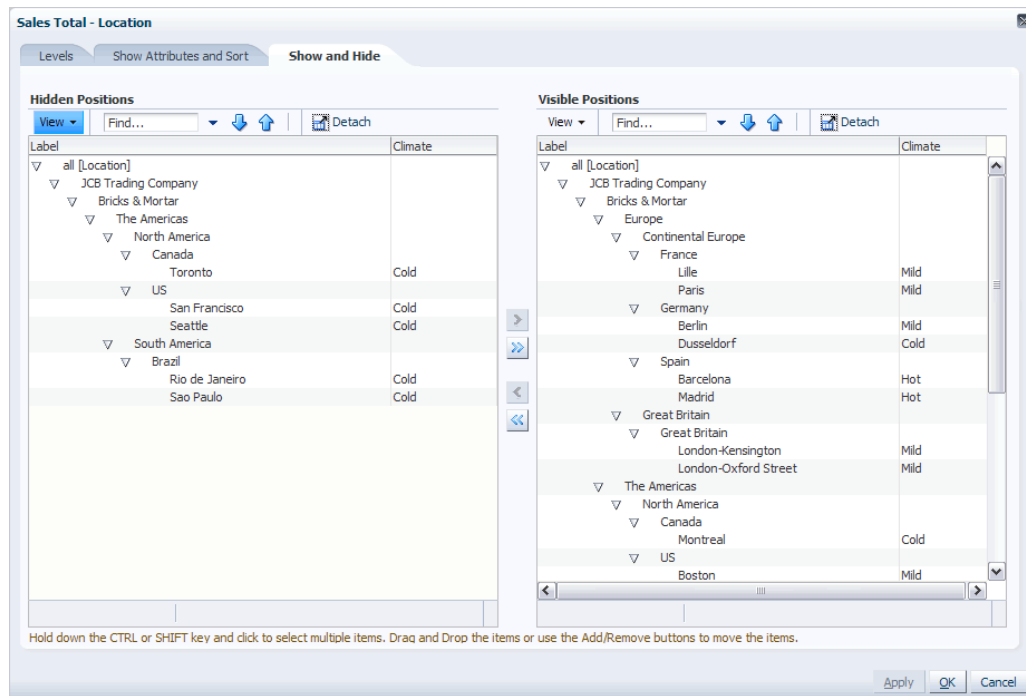 Sales Total - Location
Levels
Show Attributes and Sort
Show and Hide
Hidden Positions
View
Find...
Detach
Label Climate
all [Location]
JCB Trading Company
Bricks & Mortar
The Americas
North America
Canada
Toronto Cold
US
San Francisco Cold
Seattle Cold
South America
Brazil
Rio de Janeiro Cold
Sao Paulo Cold
Visible Positions
View
Find...
Detach
Label Climate
all [Location]
JCB Trading Company
Bricks & Mortar
Europe
Continental Europe
France
Lille Mild
Paris Mild
Germany
Berlin Mild
Dusseldorf Cold
Spain
Barcelona Hot
Madrid Hot
Great Britain
Great Britain
London-Kensington Mild
London-Oxford Street Mild
The Americas
North America
Canada
Montreal Cold
US
Boston Mild
Hold down the CTRL or SHIFT key and click to select multiple items. Drag and Drop the items or use the Add/Remove buttons to move the items.
Apply
OK
Cancel